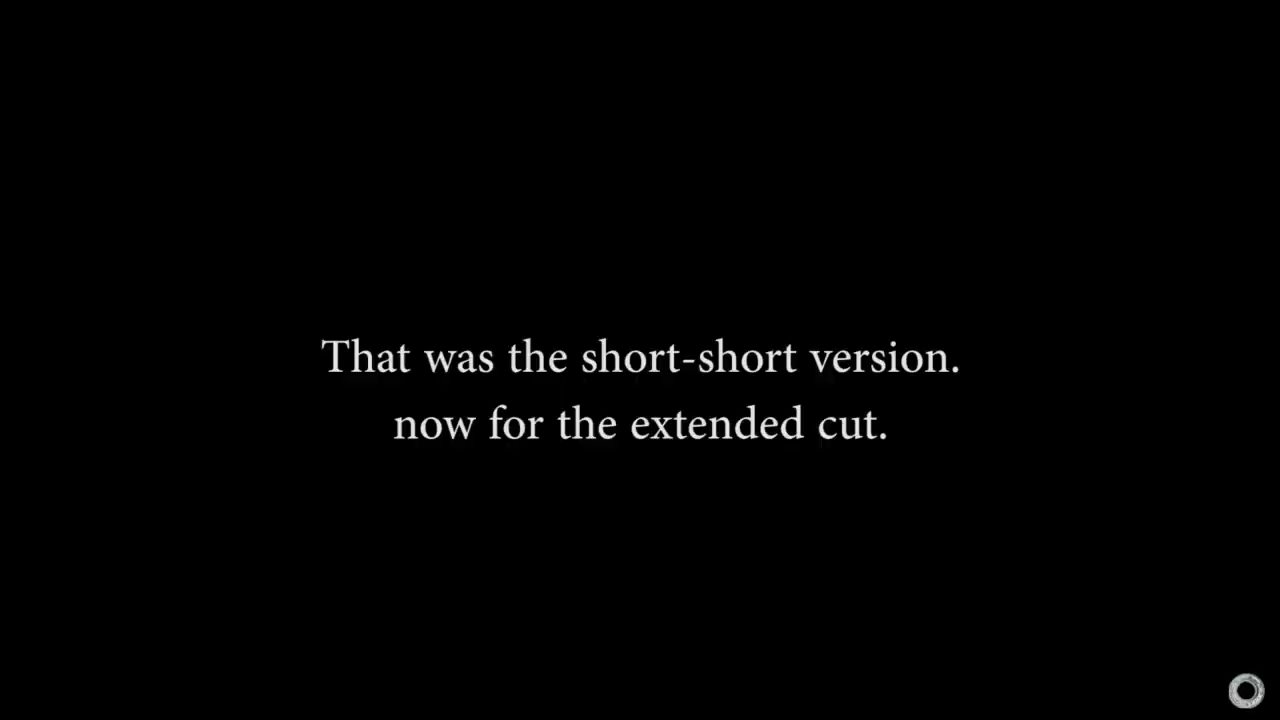 That was the short-short version.
now for the extended cut.